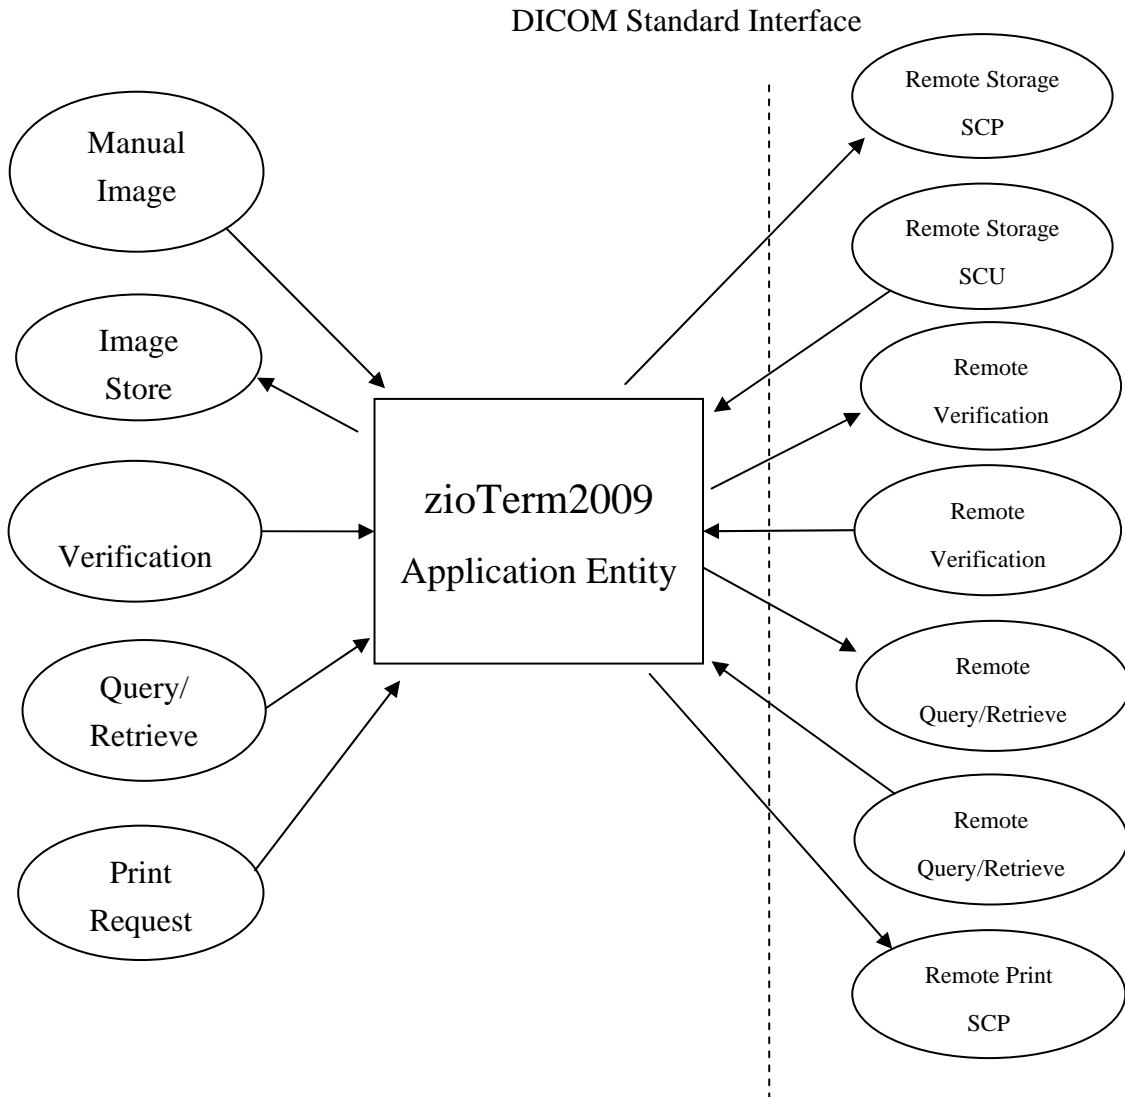 DICOM Standard Interface
Manual
Image
Image
Store
Verification
Query/
Retrieve
Print
Request
zioTerm2009
Application Entity
Remote Storage
SCP
Remote Storage
SCU
Remote
Verification
Remote
Verification
Remote
Query/Retrieve
Remote
Query/Retrieve
Remote Print
SCP